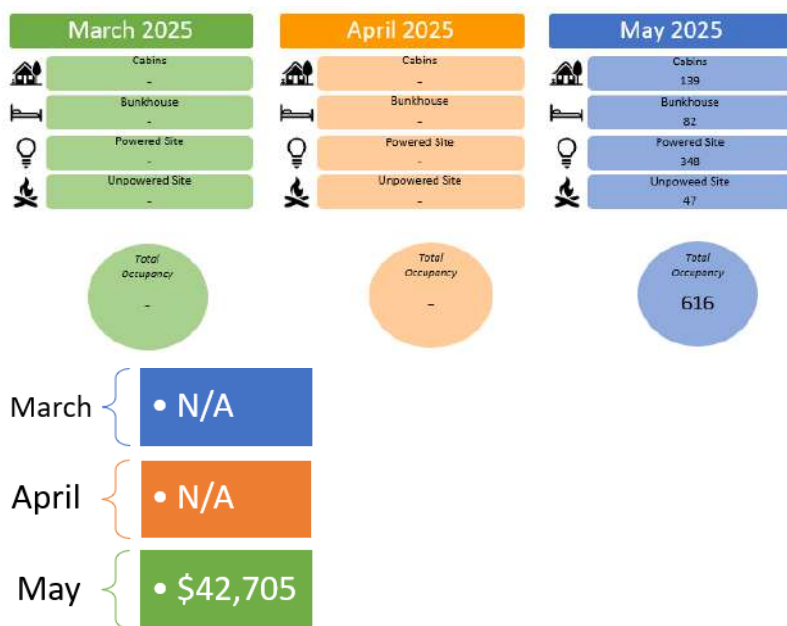 March 2025
Cabins
-
Bunkhouse
-
Powered Site
-
Unpowered Site
-
Total
Occupancy
-
April 2025
Cabins
-
Bunkhouse
-
Powered Site
-
Unpowered Site
-
Total
Occupancy
-
May 2025
Cabins
139
Bunkhouse
82
Powered Site
348
Unpoweed Site
47
Total
Occupancy
616
March
• N/A
April
• N/A
May
• $42,705